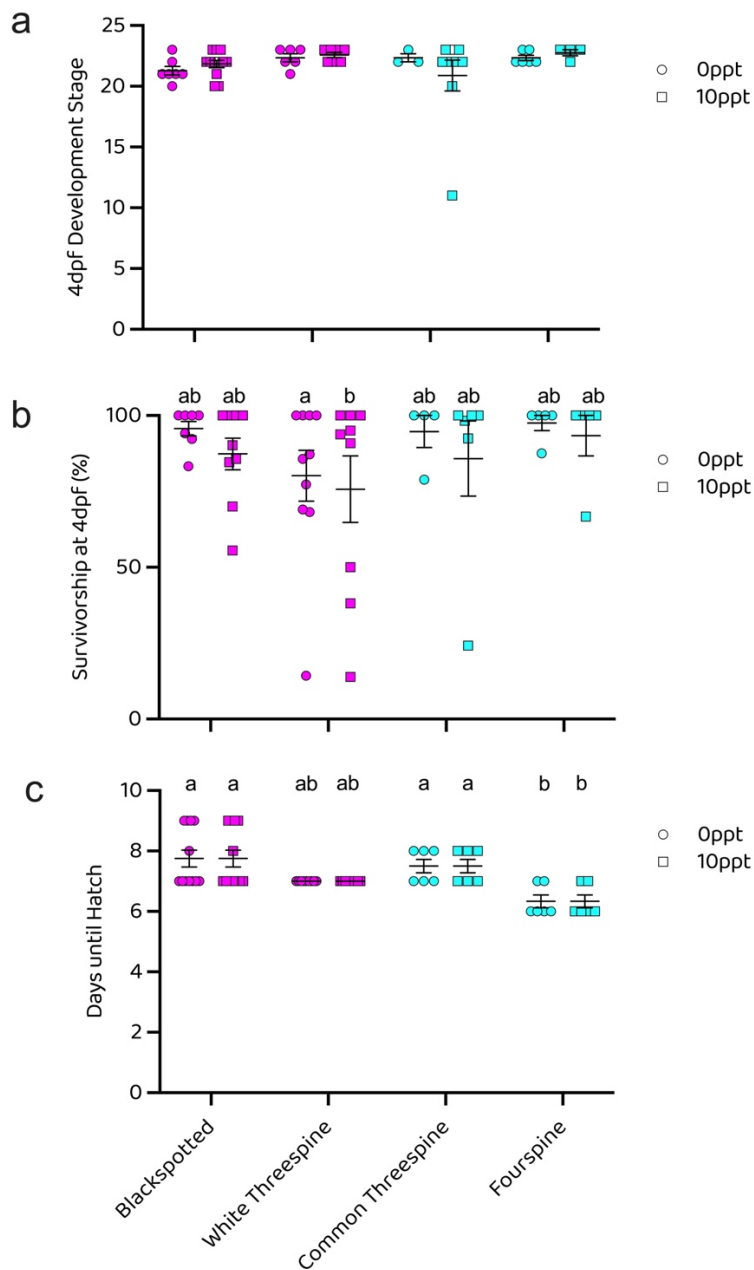 a
4dpf Development Stage
25
20
15
10
5
0
0ppt
10ppt
b
Survivorship at 4dpf (%)
ab ab a b ab ab ab ab
100
50
0
0ppt
10ppt
c
Days until Hatch
a a ab ab a a b b
10
8
6
4
2
0
0ppt
10ppt
Blackspotted
White Threespine
Common Threespine
Fourspine